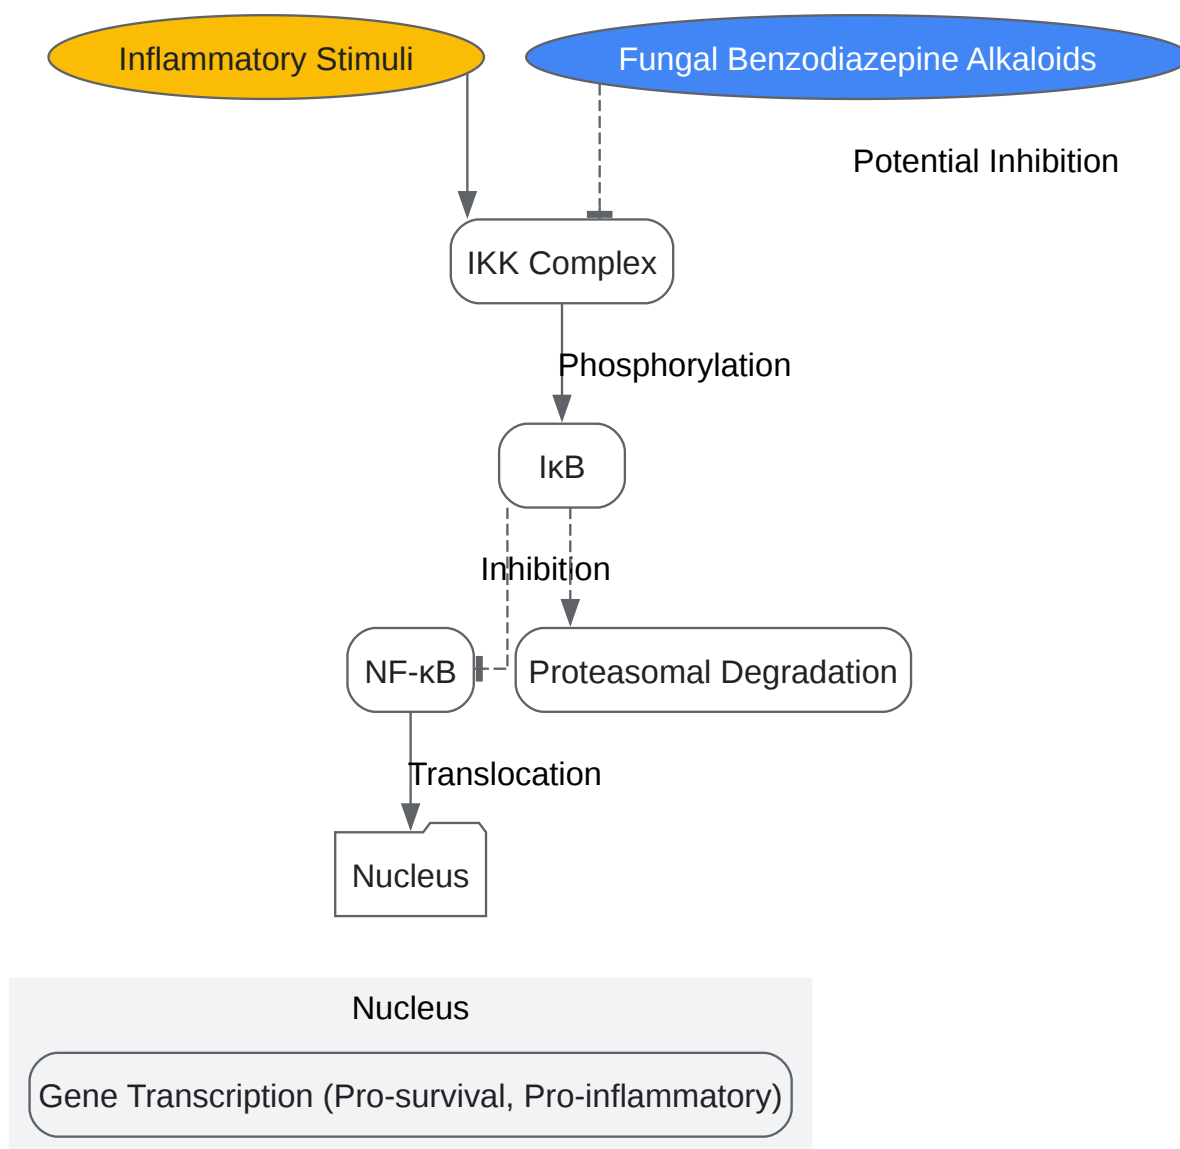 Inflammatory Stimuli
Fungal Benzodiazepine Alkaloids
Potential Inhibition
IKK Complex
Phosphorylation
IκB
Inhibition
NF-κB
Proteasomal Degradation
Translocation
Nucleus
Nucleus
Gene Transcription (Pro-survival, Pro-inflammatory)